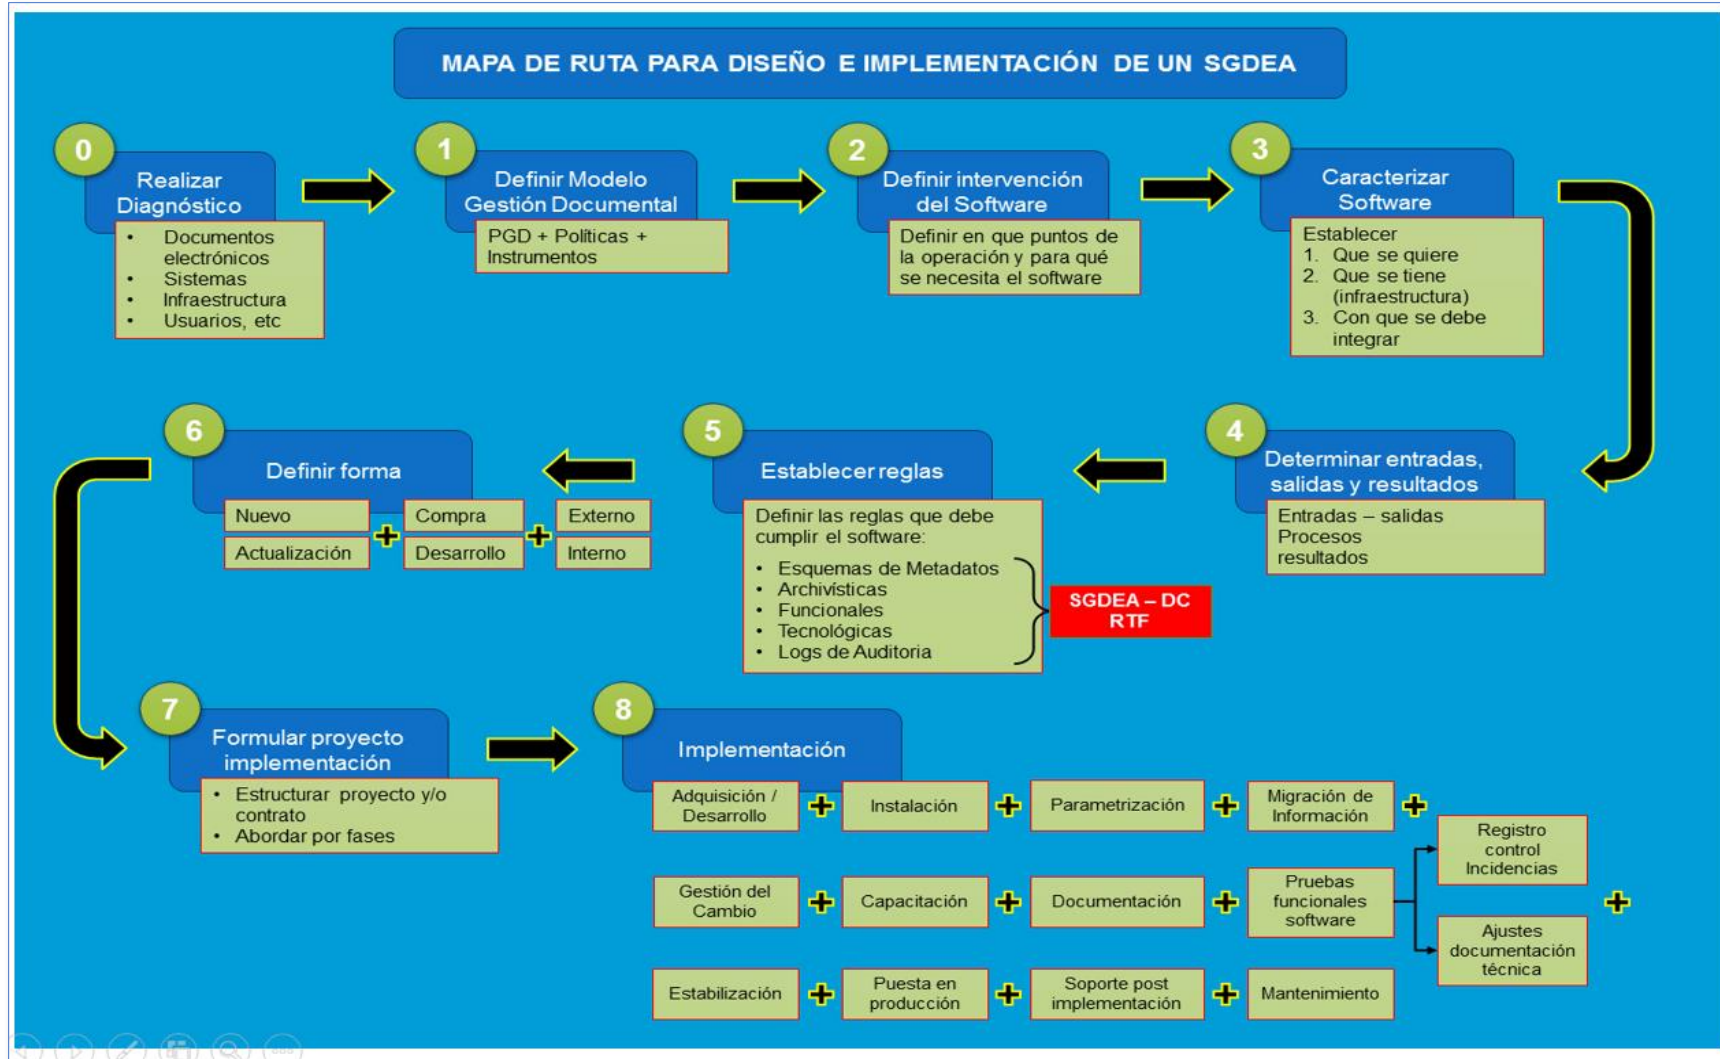 MAPA DE RUTA PARA DISEÑO E IMPLEMENTACIÓN DE UN SGDEA
0
Realizar
Diagnóstico
• Documentos
electrónicos
• Sistemas
• Infraestructura
• Usuarios, etc
1
Definir Modelo
Gestión Documental
PGD + Políticas +
Instrumentos
2
Definir intervención
del Software
Definir en que puntos de
la operación y para qué
se necesita el software
3
Caracterizar
Software
Establecer
1. Que se quiere
2. Que se tiene
(infraestructura)
3. Con que se debe
integrar
4
Determinar entradas,
salidas y resultados
Entradas – salidas
Procesos
resultados
5
Establecer reglas
Definir las reglas que debe
cumplir el software:
• Esquemas de Metadatos
• Archivísticas
• Funcionales
• Tecnológicas
• Logs de Auditoria
SGDEA – DC
RTF
6
Definir forma
Nuevo
Actualización
+
Compra
Desarrollo
+
Externo
Interno
7
Formular proyecto
implementación
• Estructurar proyecto y/o
contrato
• Abordar por fases
8
Implementación
Adquisición /
Desarrollo
+
Instalación
+
Parametrización
+
Migración de
Información
+
Gestión del
Cambio
+
Capacitación
+
Documentación
+
Pruebas
funcionales
software
Registro
control
Incidencias
Ajustes
documentación
técnica
+
Estabilización
+
Puesta en
producción
+
Soporte post
implementación
+
Mantenimiento